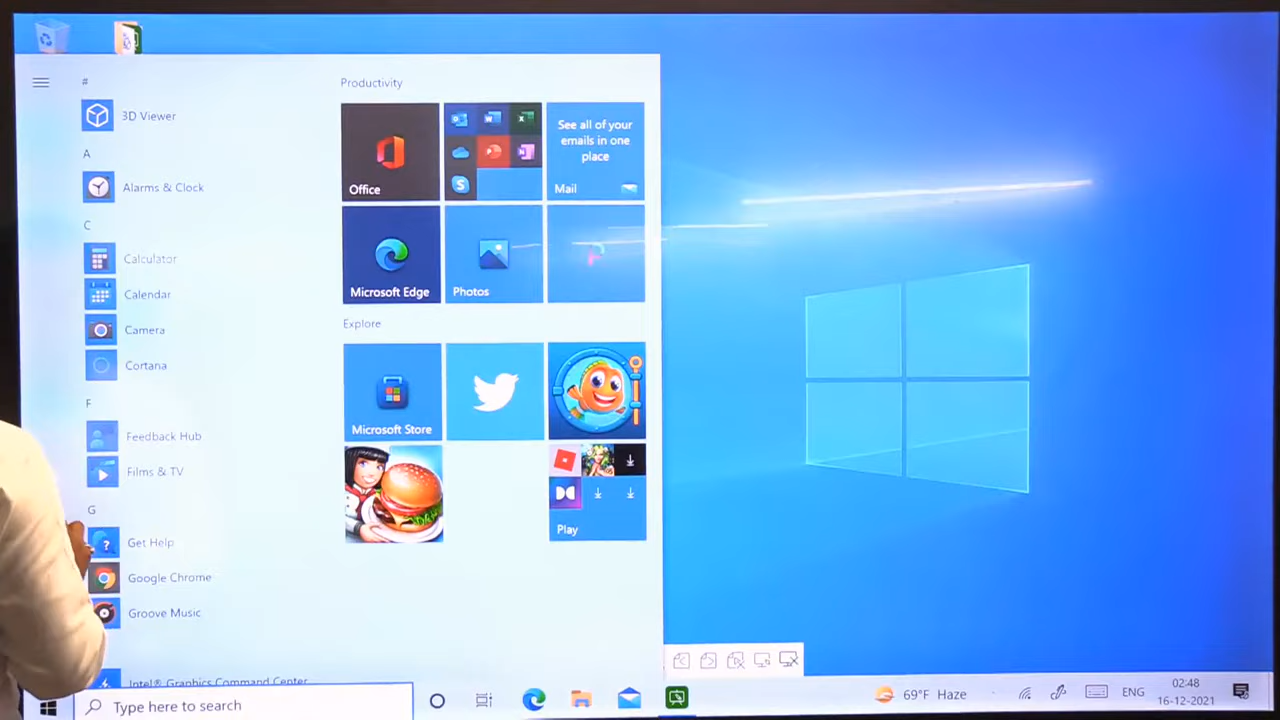 #
3D Viewer
A
Alarms & Clock
C
Calculator
Calendar
Camera
Cortana
F
Feedback Hub
Films & TV
G
Get Help
Google Chrome
Groove Music
Intel® Graphics Command Center
Productivity
Office
See all of your
emails in one
place
Mail
Microsoft Edge
Photos
Explore
Microsoft Store
Play
Type here to search
69°F Haze
ENG
02:48
16-12-2021